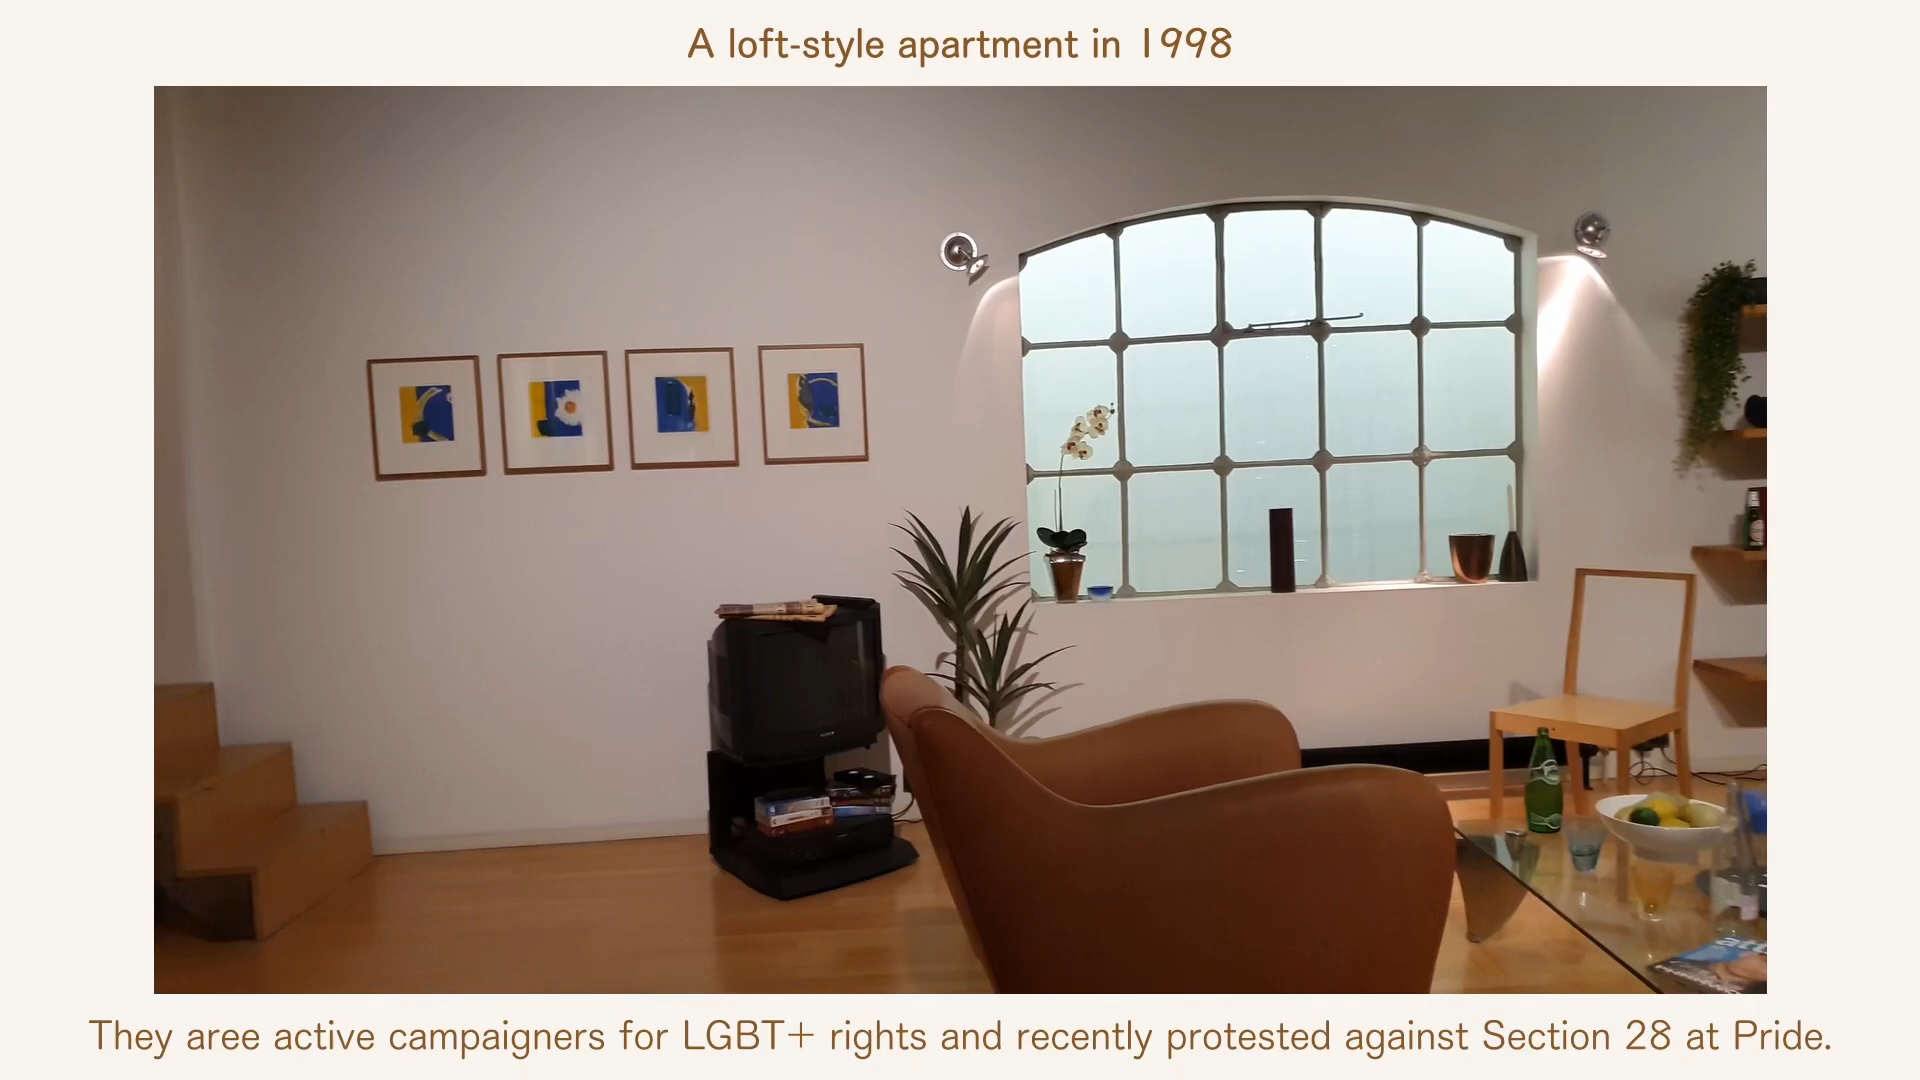 A loft-style apartment in 1998
They aree active campaigners for LGBT+ rights and recently protested against Section 28 at Pride.